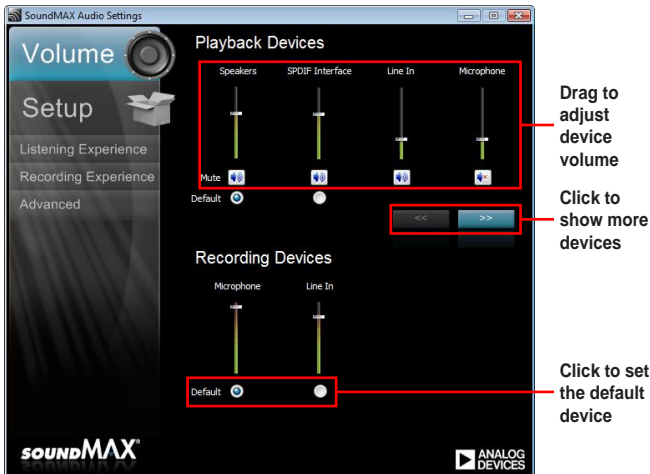 SoundMAX Audio Settings
Volume
Setup
Listening Experience
Recording Experience
Advanced
Playback Devices
Speakers
SPDIF Interface
Line In
Microphone
Mute
Default
<<
>>
Recording Devices
Microphone
Line In
Default
SOUNDMAX®
ANALOG
DEVICES
Drag to
adjust
device
volume
Click to
show more
devices
Click to set
the default
device